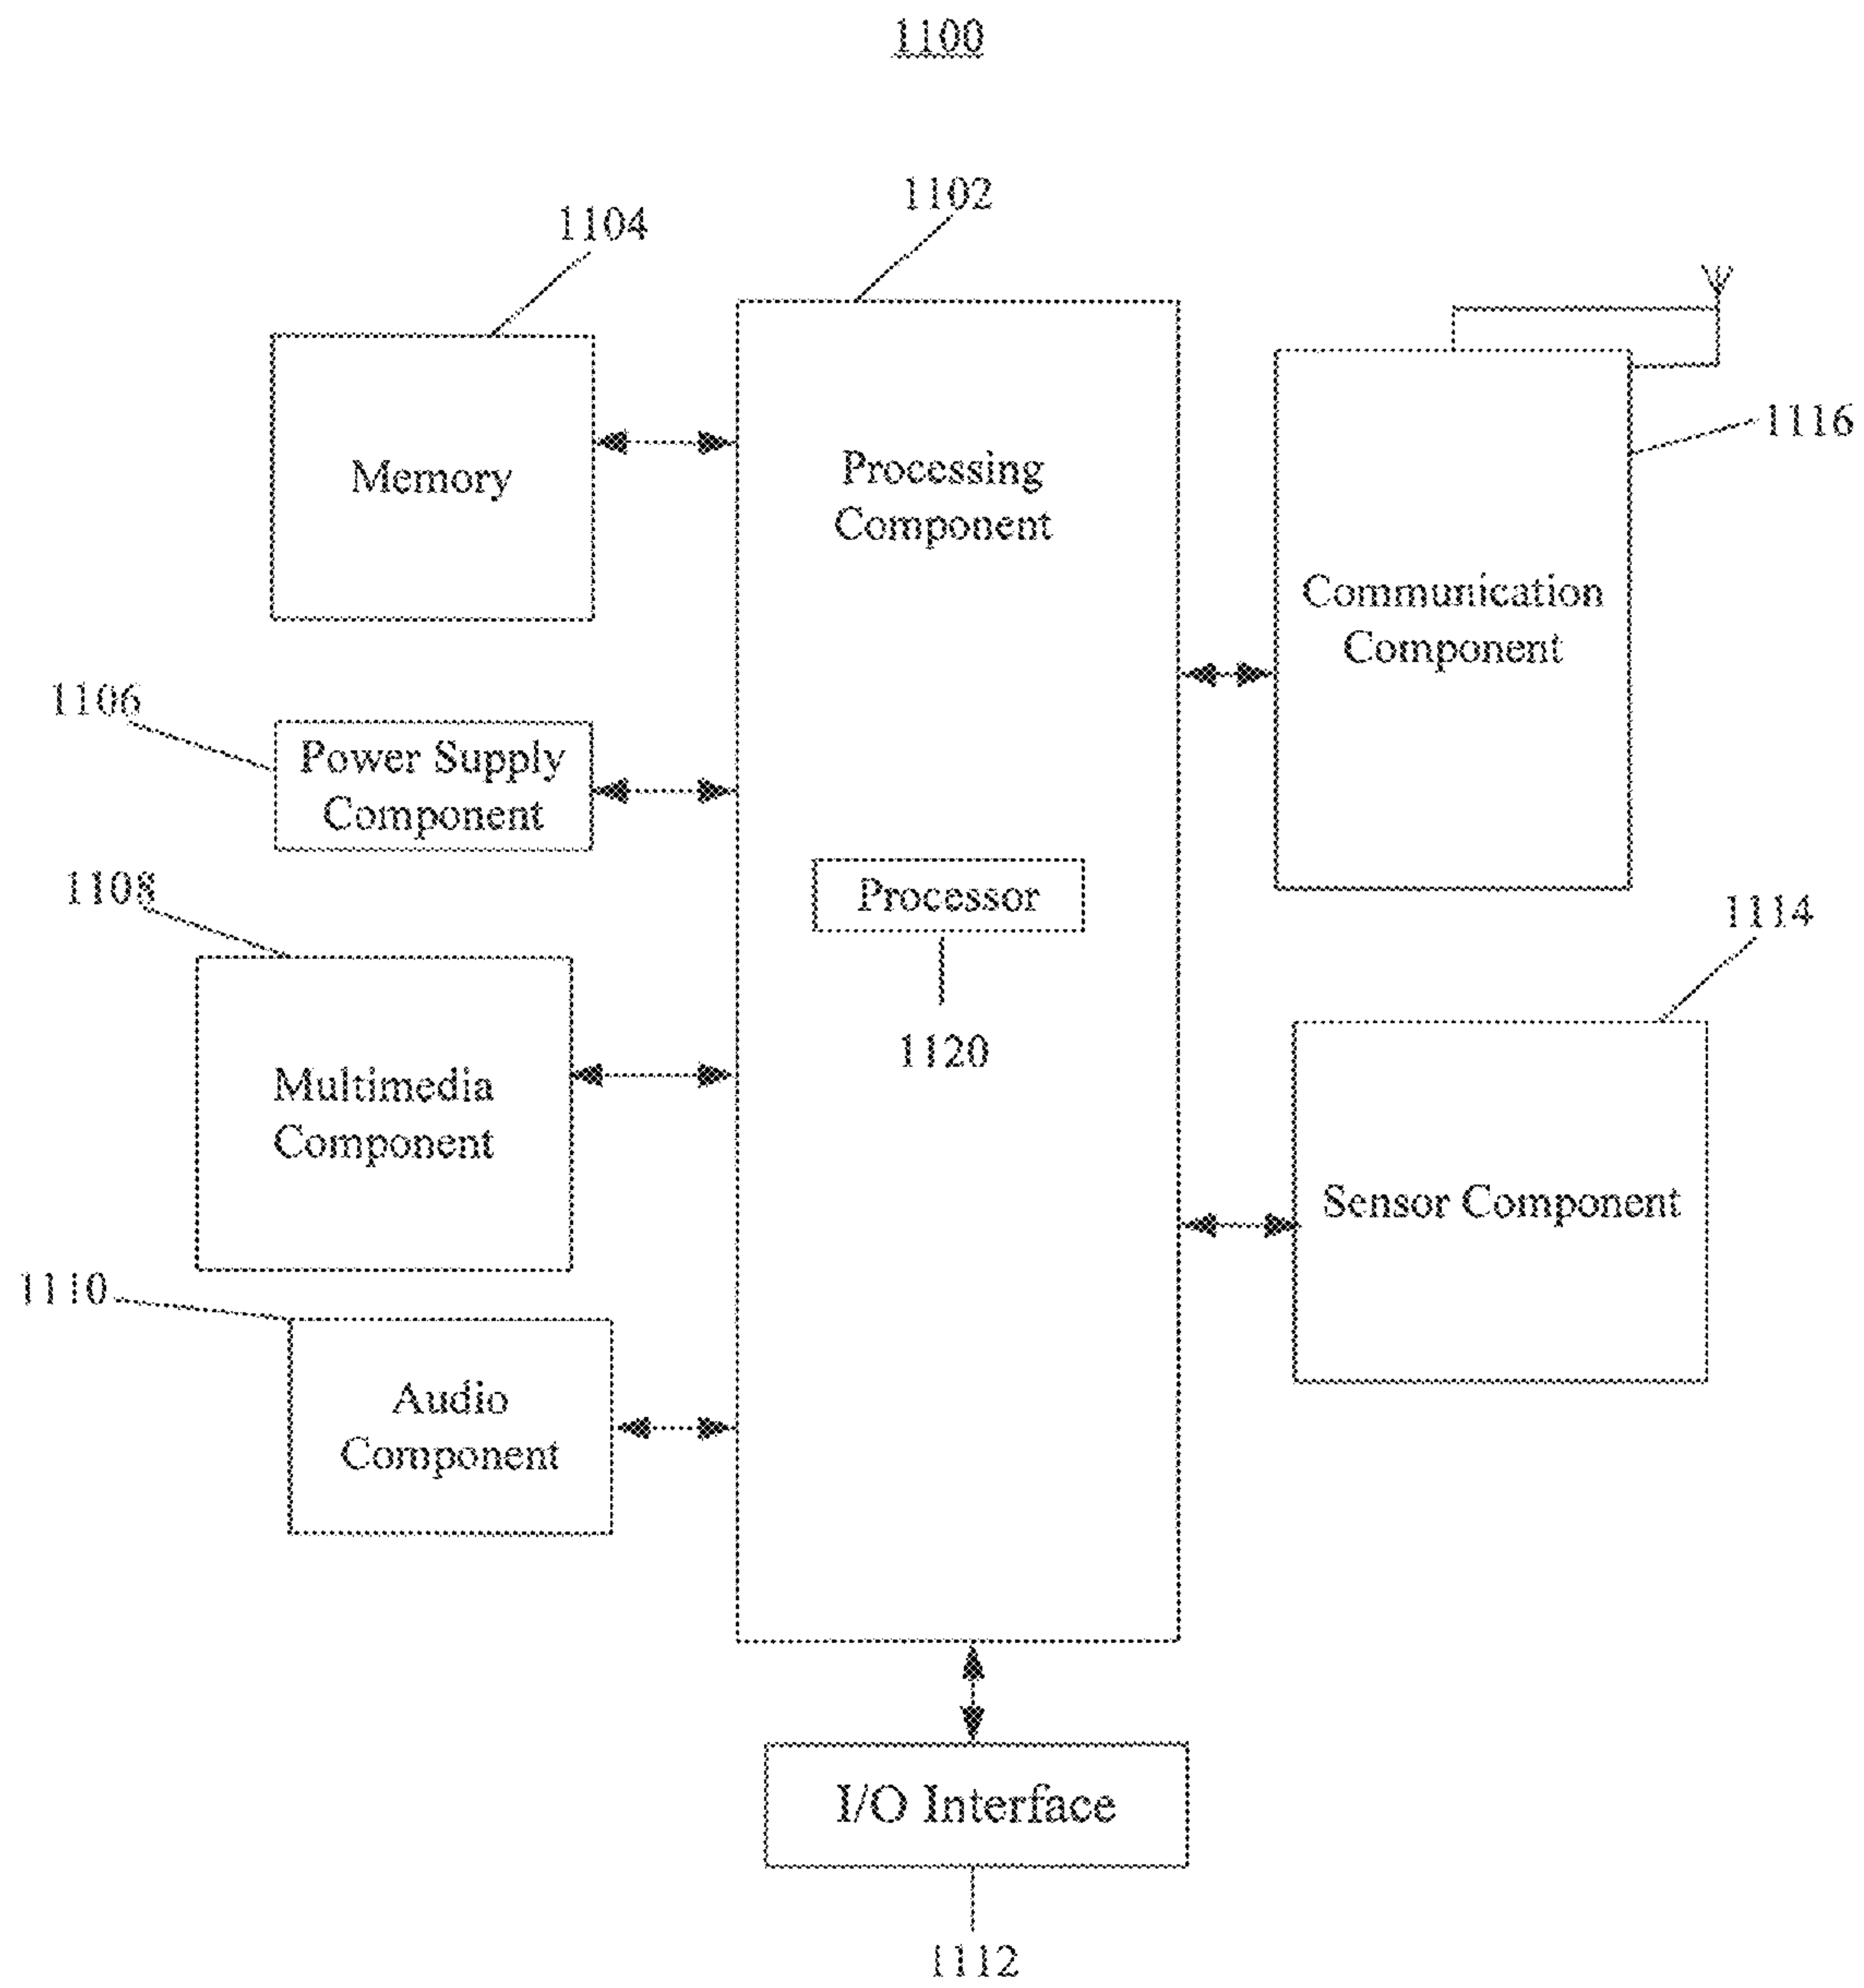 1100
1102
1104
Memory
Processing
Component
1116
Communication
Component
1106
Power Supply
Component
1108
Processor
1114
1120
Multimedia
Component
Sensor Component
1110
Audio
Component
I/O Interface
1112